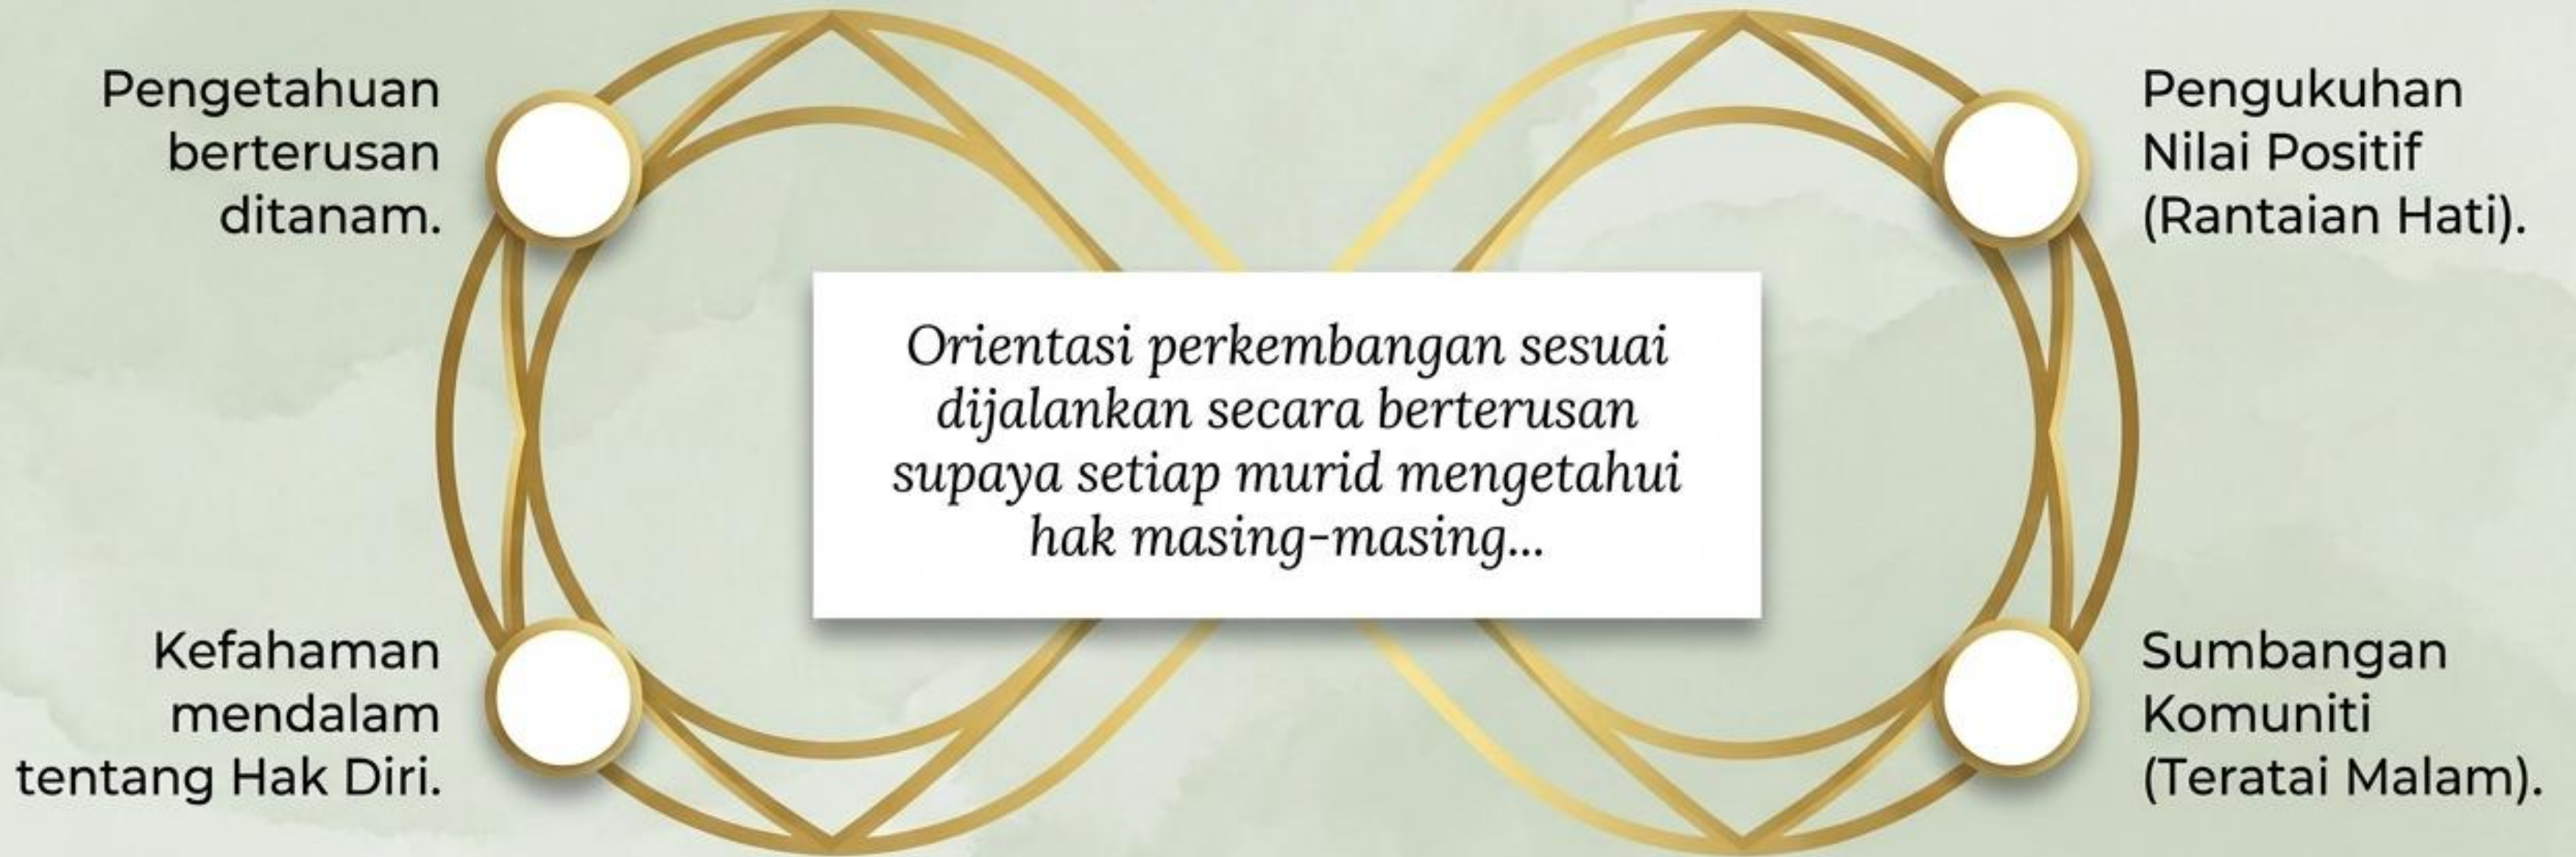 Pengetahuan
berterusan
ditanam.
Kefahaman
mendalam
tentang Hak Diri.
Orientasi perkembangan sesuai
dijalankan secara berterusan
supaya setiap murid mengetahui
hak masing-masing...
Pengukuhan
Nilai Positif
(Rantaian Hati).
Sumbangan
Komuniti
(Teratai Malam).